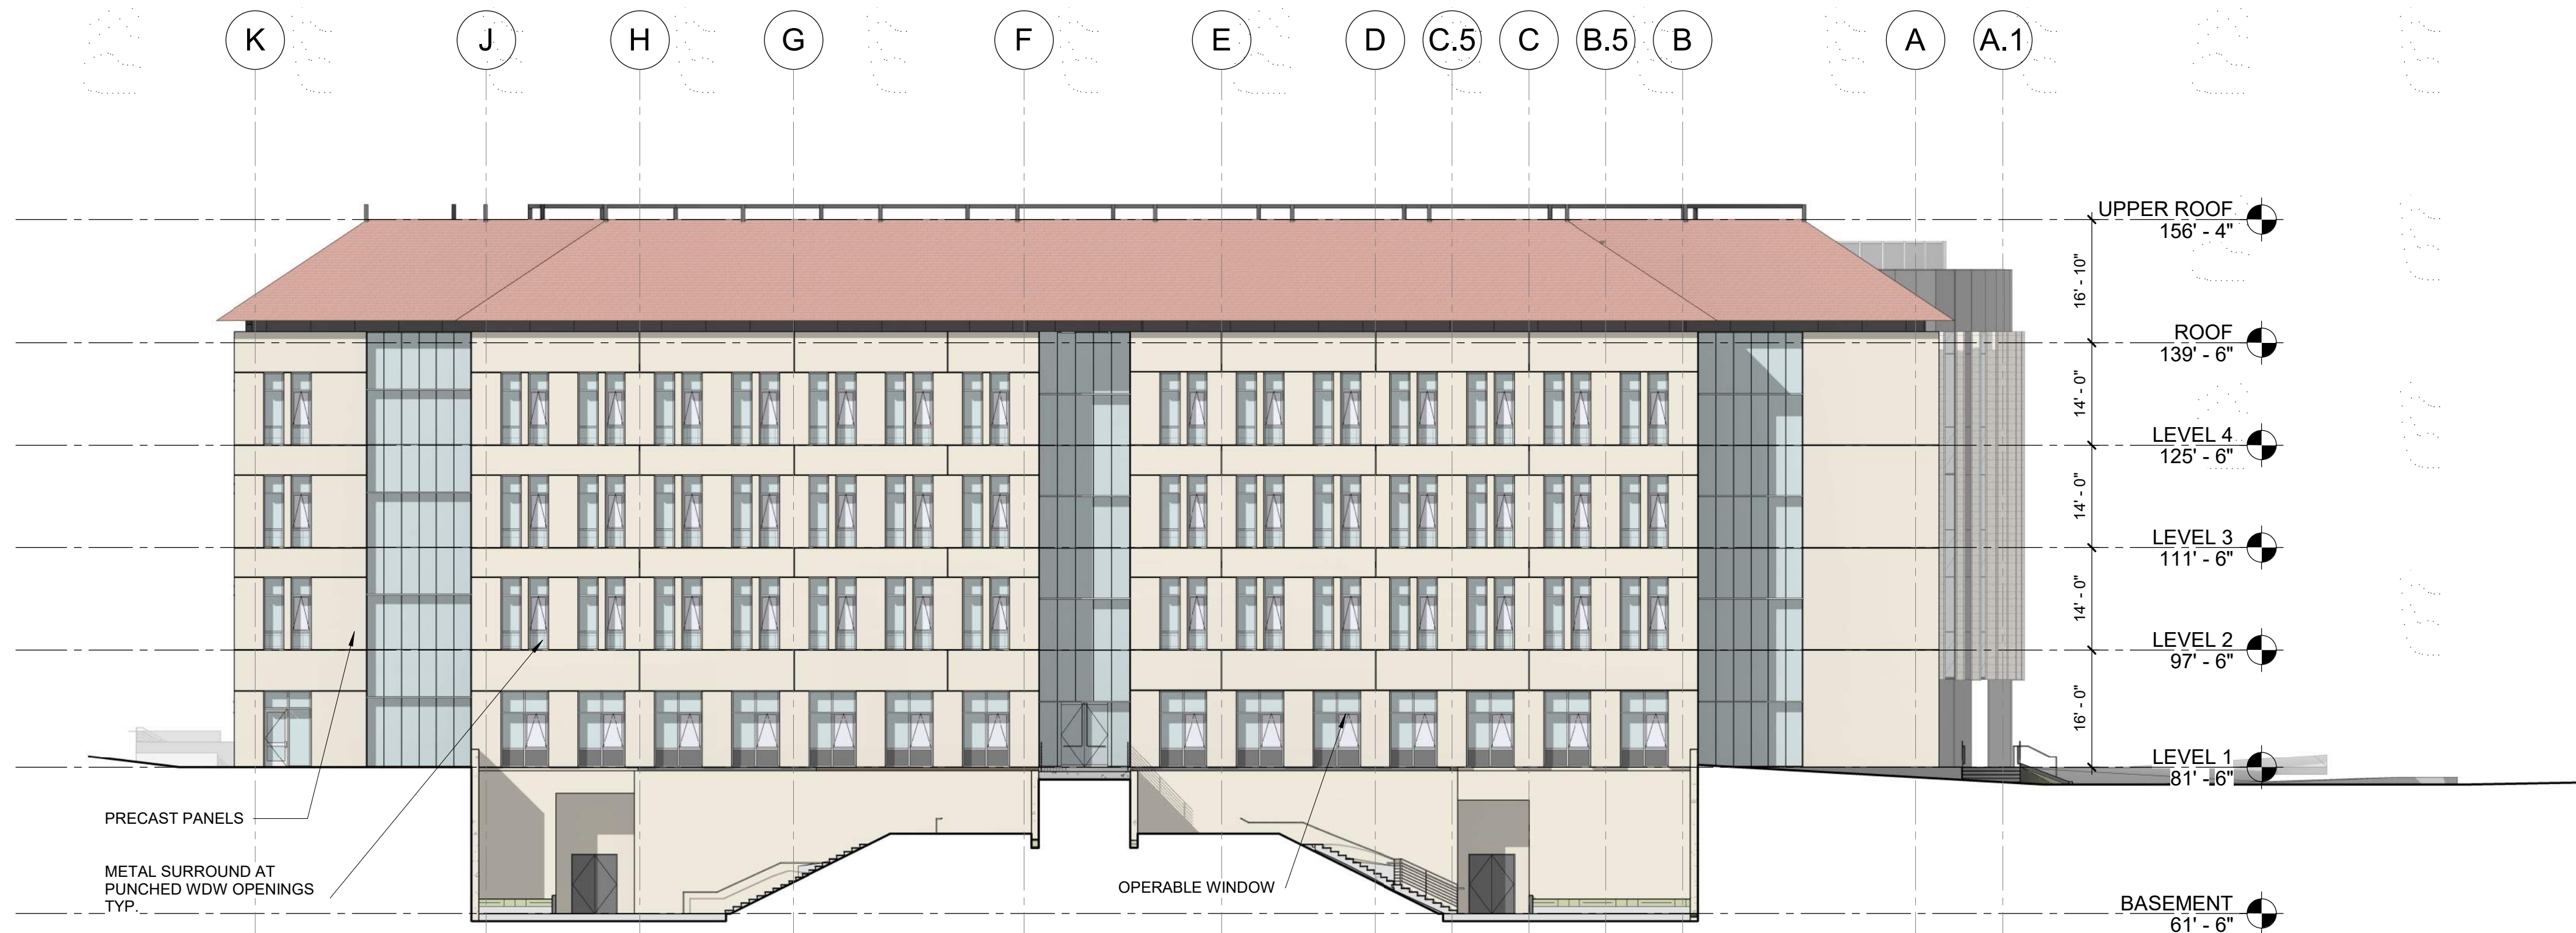 K J H G F E D C.5 C B.5 B A A.1
UPPER ROOF
156' - 4"
16' - 10"
ROOF
139' - 6"
14' - 0"
LEVEL 4
125' - 6"
14' - 0"
LEVEL 3
111' - 6"
14' - 0"
LEVEL 2
97' - 6"
16' - 0"
LEVEL 1
81' - 6"
PRECAST PANELS
METAL SURROUND AT
PUNCHED WDW OPENINGS
TYP.
OPERABLE WINDOW
BASEMENT
61' - 6"